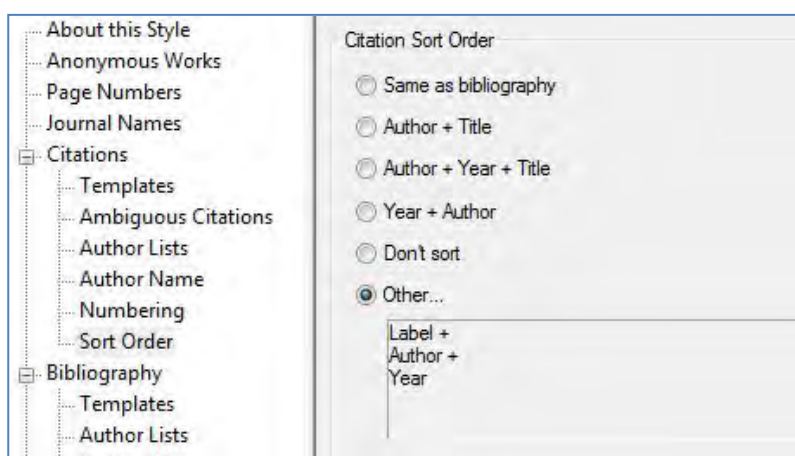 About this Style
Anonymous Works
Page Numbers
Journal Names
Citations
Templates
Ambiguous Citations
Author Lists
Author Name
Numbering
Sort Order
Bibliography
Templates
Author Lists
Citation Sort Order
Same as bibliography
Author + Title
Author + Year + Title
Year + Author
Don't sort
Other...
Label +
Author +
Year